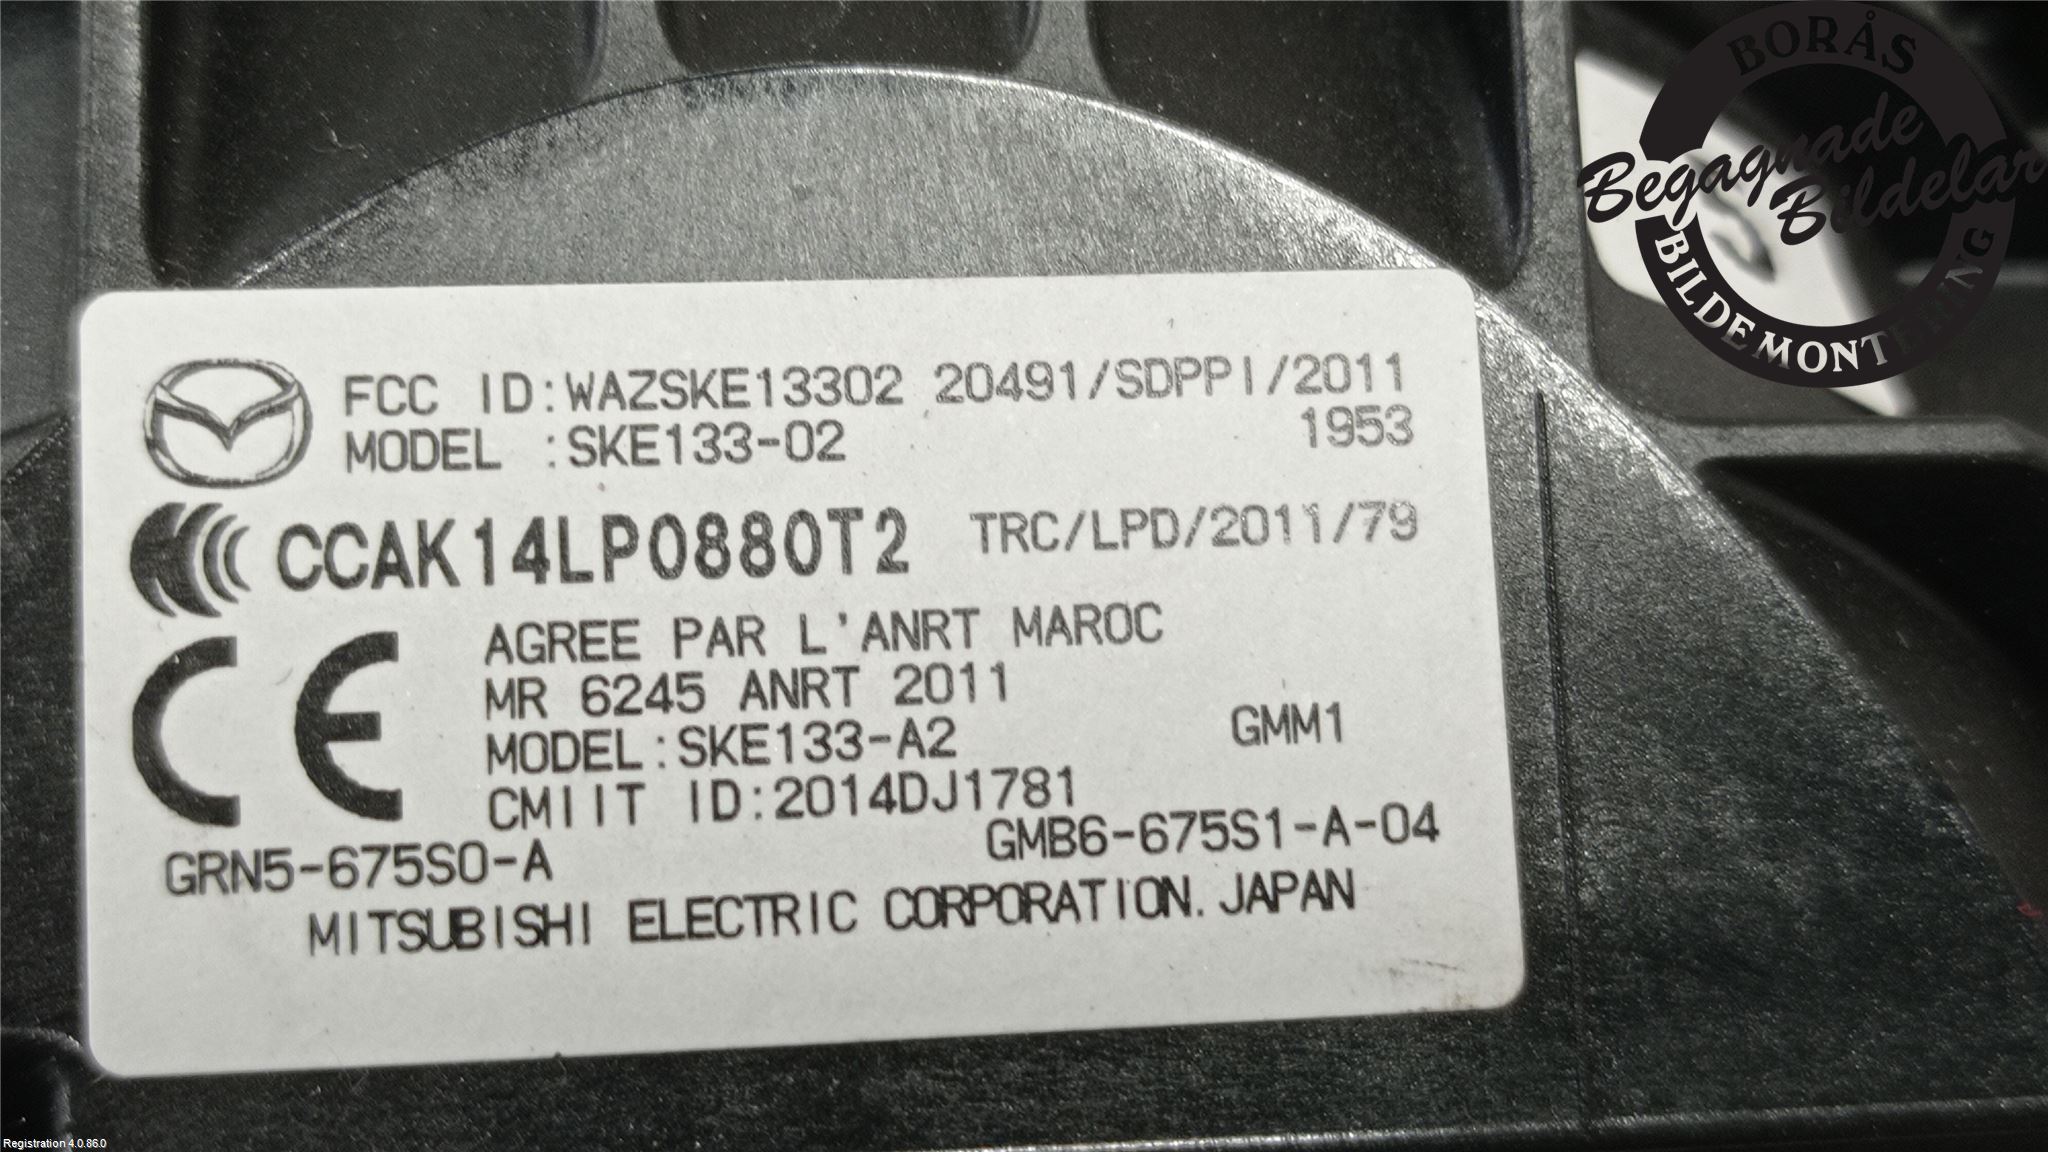 BORÅS
Begagnade
Bildelar
BILDEMONTERING
FCC ID:WAZSKE13302 20491/SDPPI/2011
MODEL :SKE133-02 1953
CCAK14LP0880T2 TRC/LPD/2011/79
CE
AGREE PAR L'ANRT MAROC
MR 6245 ANRT 2011
MODEL:SKE133-A2 GMM1
CMIIT ID:2014DJ1781
GRN5-675S0-A GMB6-675S1-A-04
MITSUBISHI ELECTRIC CORPORATION. JAPAN
Registration 4.0.86.0